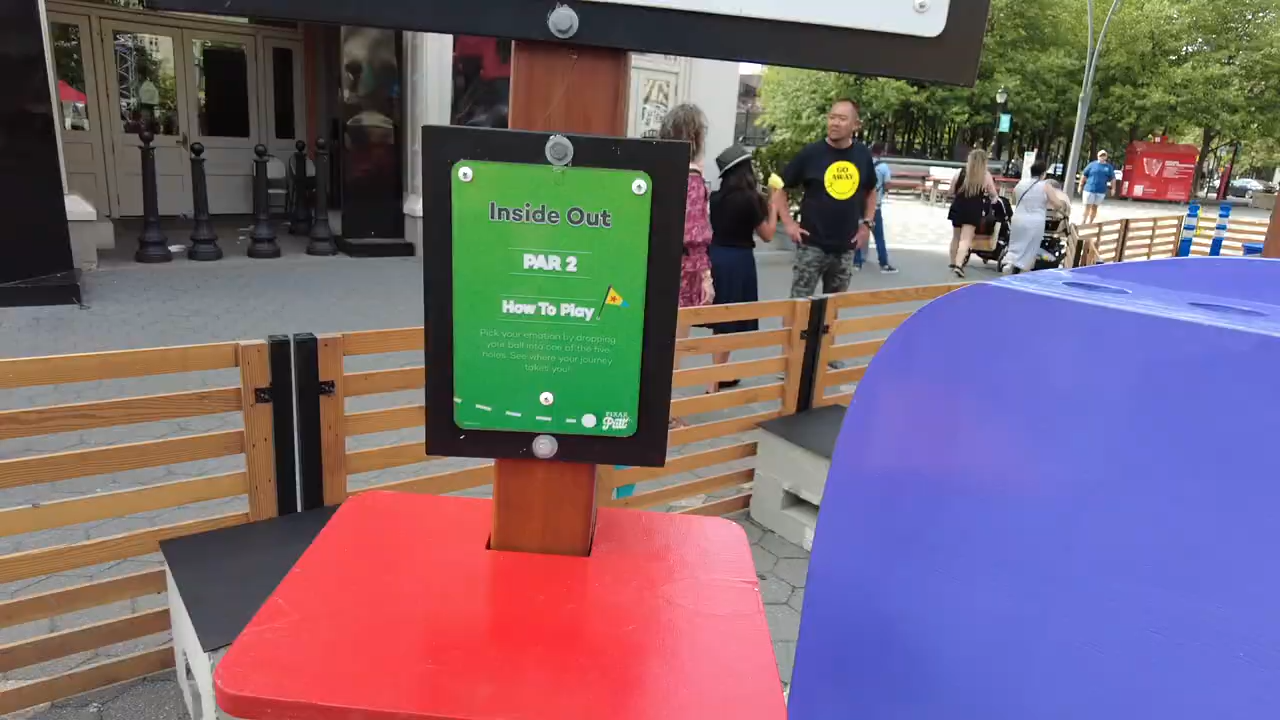 Inside Out
PAR 2
How To Play
Pick your emotion by dropping
your ball into one of the five
holes. See where your journey
takes you!
PIXAR
Putt
GO
AWAY